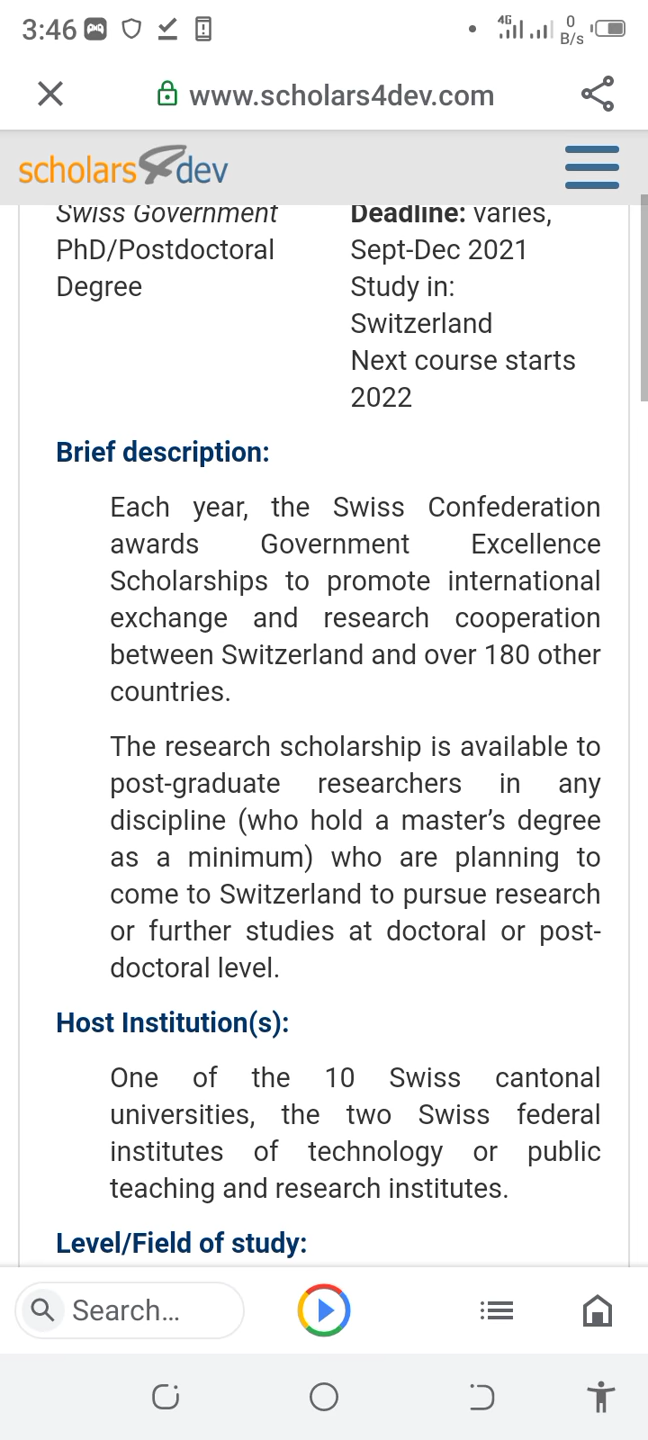 3:46
4G
0
B/s
www.scholars4dev.com
scholars4dev
Swiss Government
PhD/Postdoctoral
Degree
Deadline: varies,
Sept-Dec 2021
Study in:
Switzerland
Next course starts
2022
Brief description:
Each year, the Swiss Confederation
awards Government Excellence
Scholarships to promote international
exchange and research cooperation
between Switzerland and over 180 other
countries.
The research scholarship is available to
post-graduate researchers in any
discipline (who hold a master’s degree
as a minimum) who are planning to
come to Switzerland to pursue research
or further studies at doctoral or post-
doctoral level.
Host Institution(s):
One of the 10 Swiss cantonal
universities, the two Swiss federal
institutes of technology or public
teaching and research institutes.
Level/Field of study:
Search...